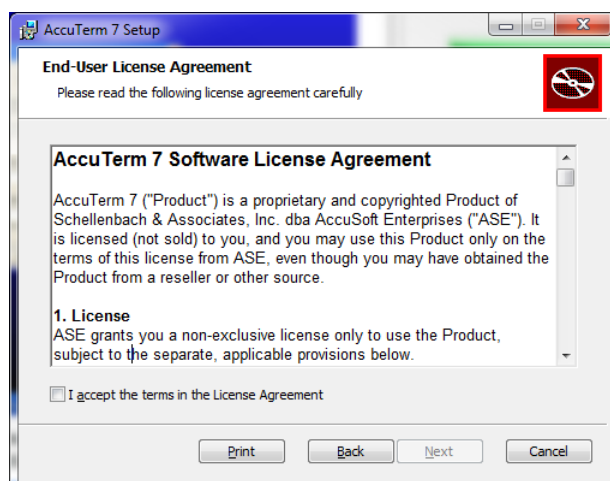 AccuTerm 7 Setup
End-User License Agreement
Please read the following license agreement carefully
AccuTerm 7 Software License Agreement
AccuTerm 7 ("Product") is a proprietary and copyrighted Product of
Schellenbach & Associates, Inc. dba AccuSoft Enterprises ("ASE"). It
is licensed (not sold) to you, and you may use this Product only on the
terms of this license from ASE, even though you may have obtained the
Product from a reseller or other source.
1. License
ASE grants you a non-exclusive license only to use the Product,
subject to the separate, applicable provisions below.
I accept the terms in the License Agreement
Print Back Next Cancel